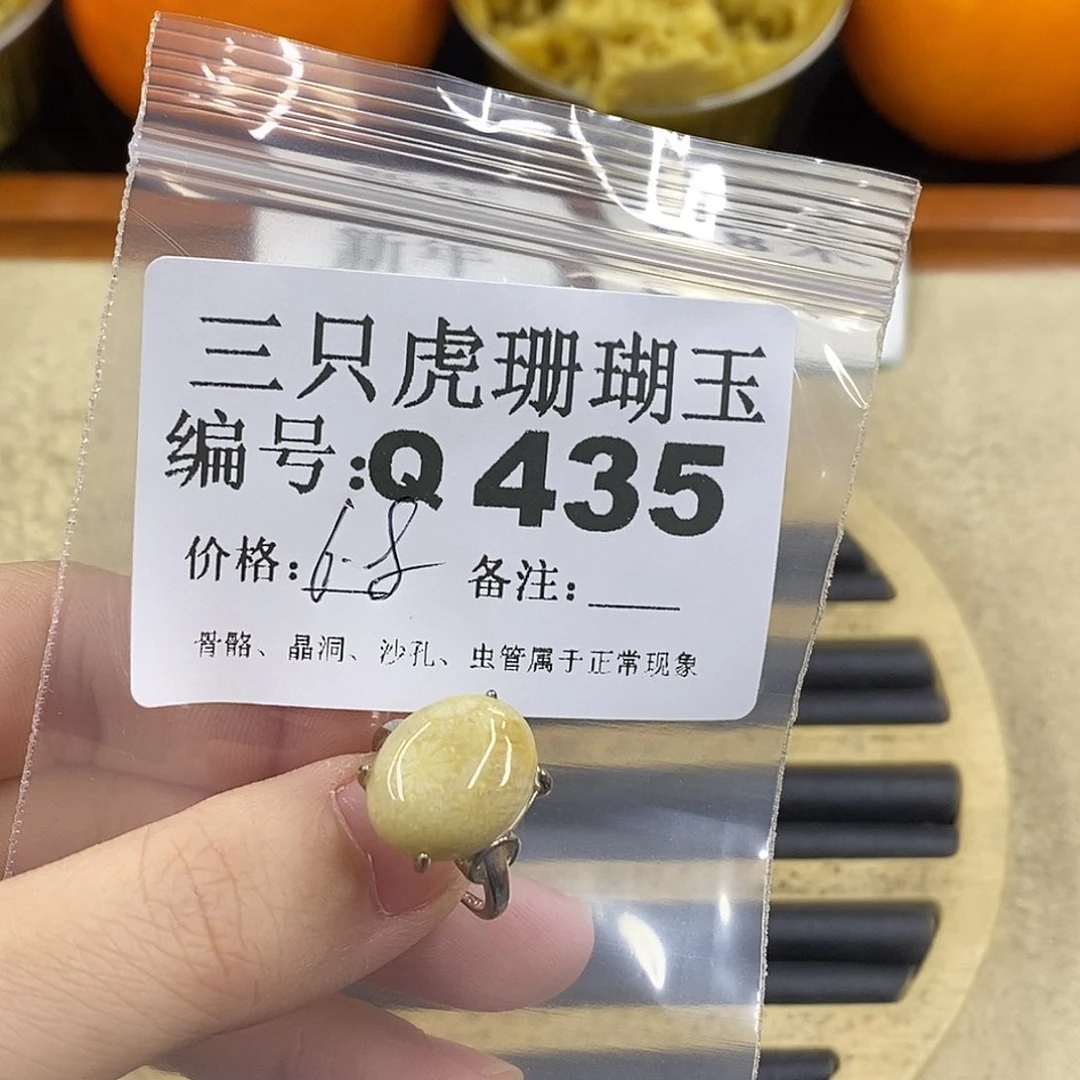 三只虎珊瑚玉
编号:Q 435
价格:68 备注:____
骨骼、晶洞、沙孔、虫管属于正常现象